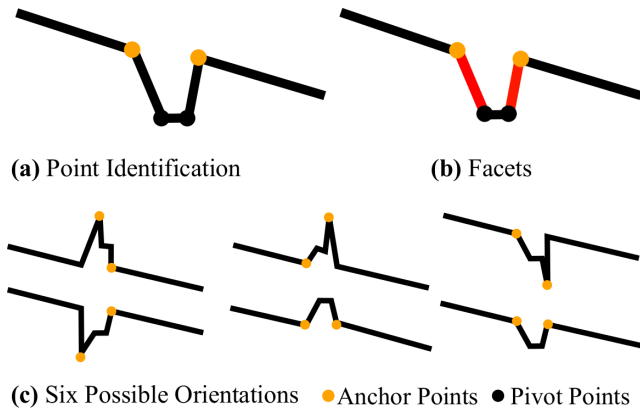 (a) Point Identification
(b) Facets
(c) Six Possible Orientations Anchor Points Pivot Points